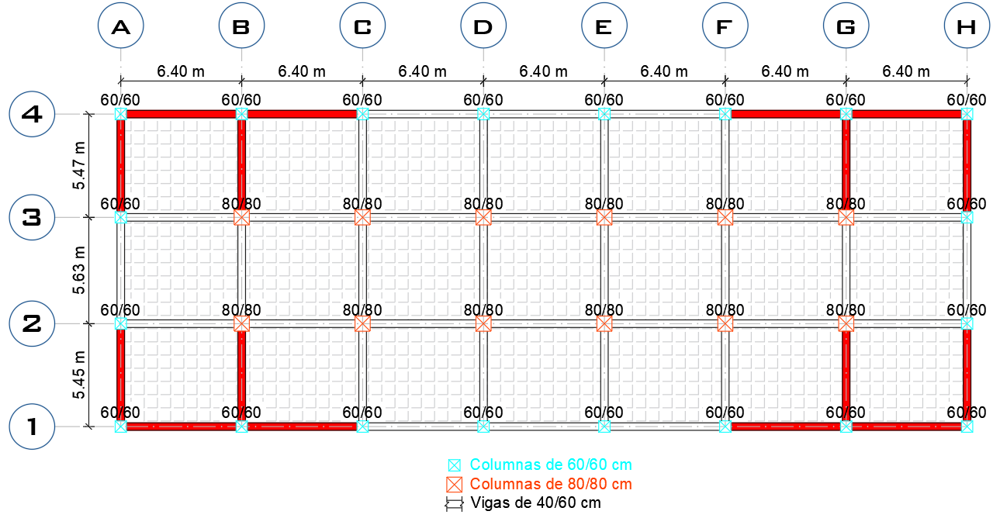 A B C D E F G H
6.40 m 6.40 m 6.40 m 6.40 m 6.40 m 6.40 m 6.40 m
60/60 60/60 60/60 60/60 60/60 60/60 60/60 60/60
4
5.47 m
60/60 80/80 80/80 80/80 80/80 80/80 80/80 60/60
3
5.63 m
60/60 80/80 80/80 80/80 80/80 80/80 80/80 60/60
2
5.45 m
60/60 60/60 60/60 60/60 60/60 60/60 60/60 60/60
1
Columnas de 60/60 cm
Columnas de 80/80 cm
Vigas de 40/60 cm